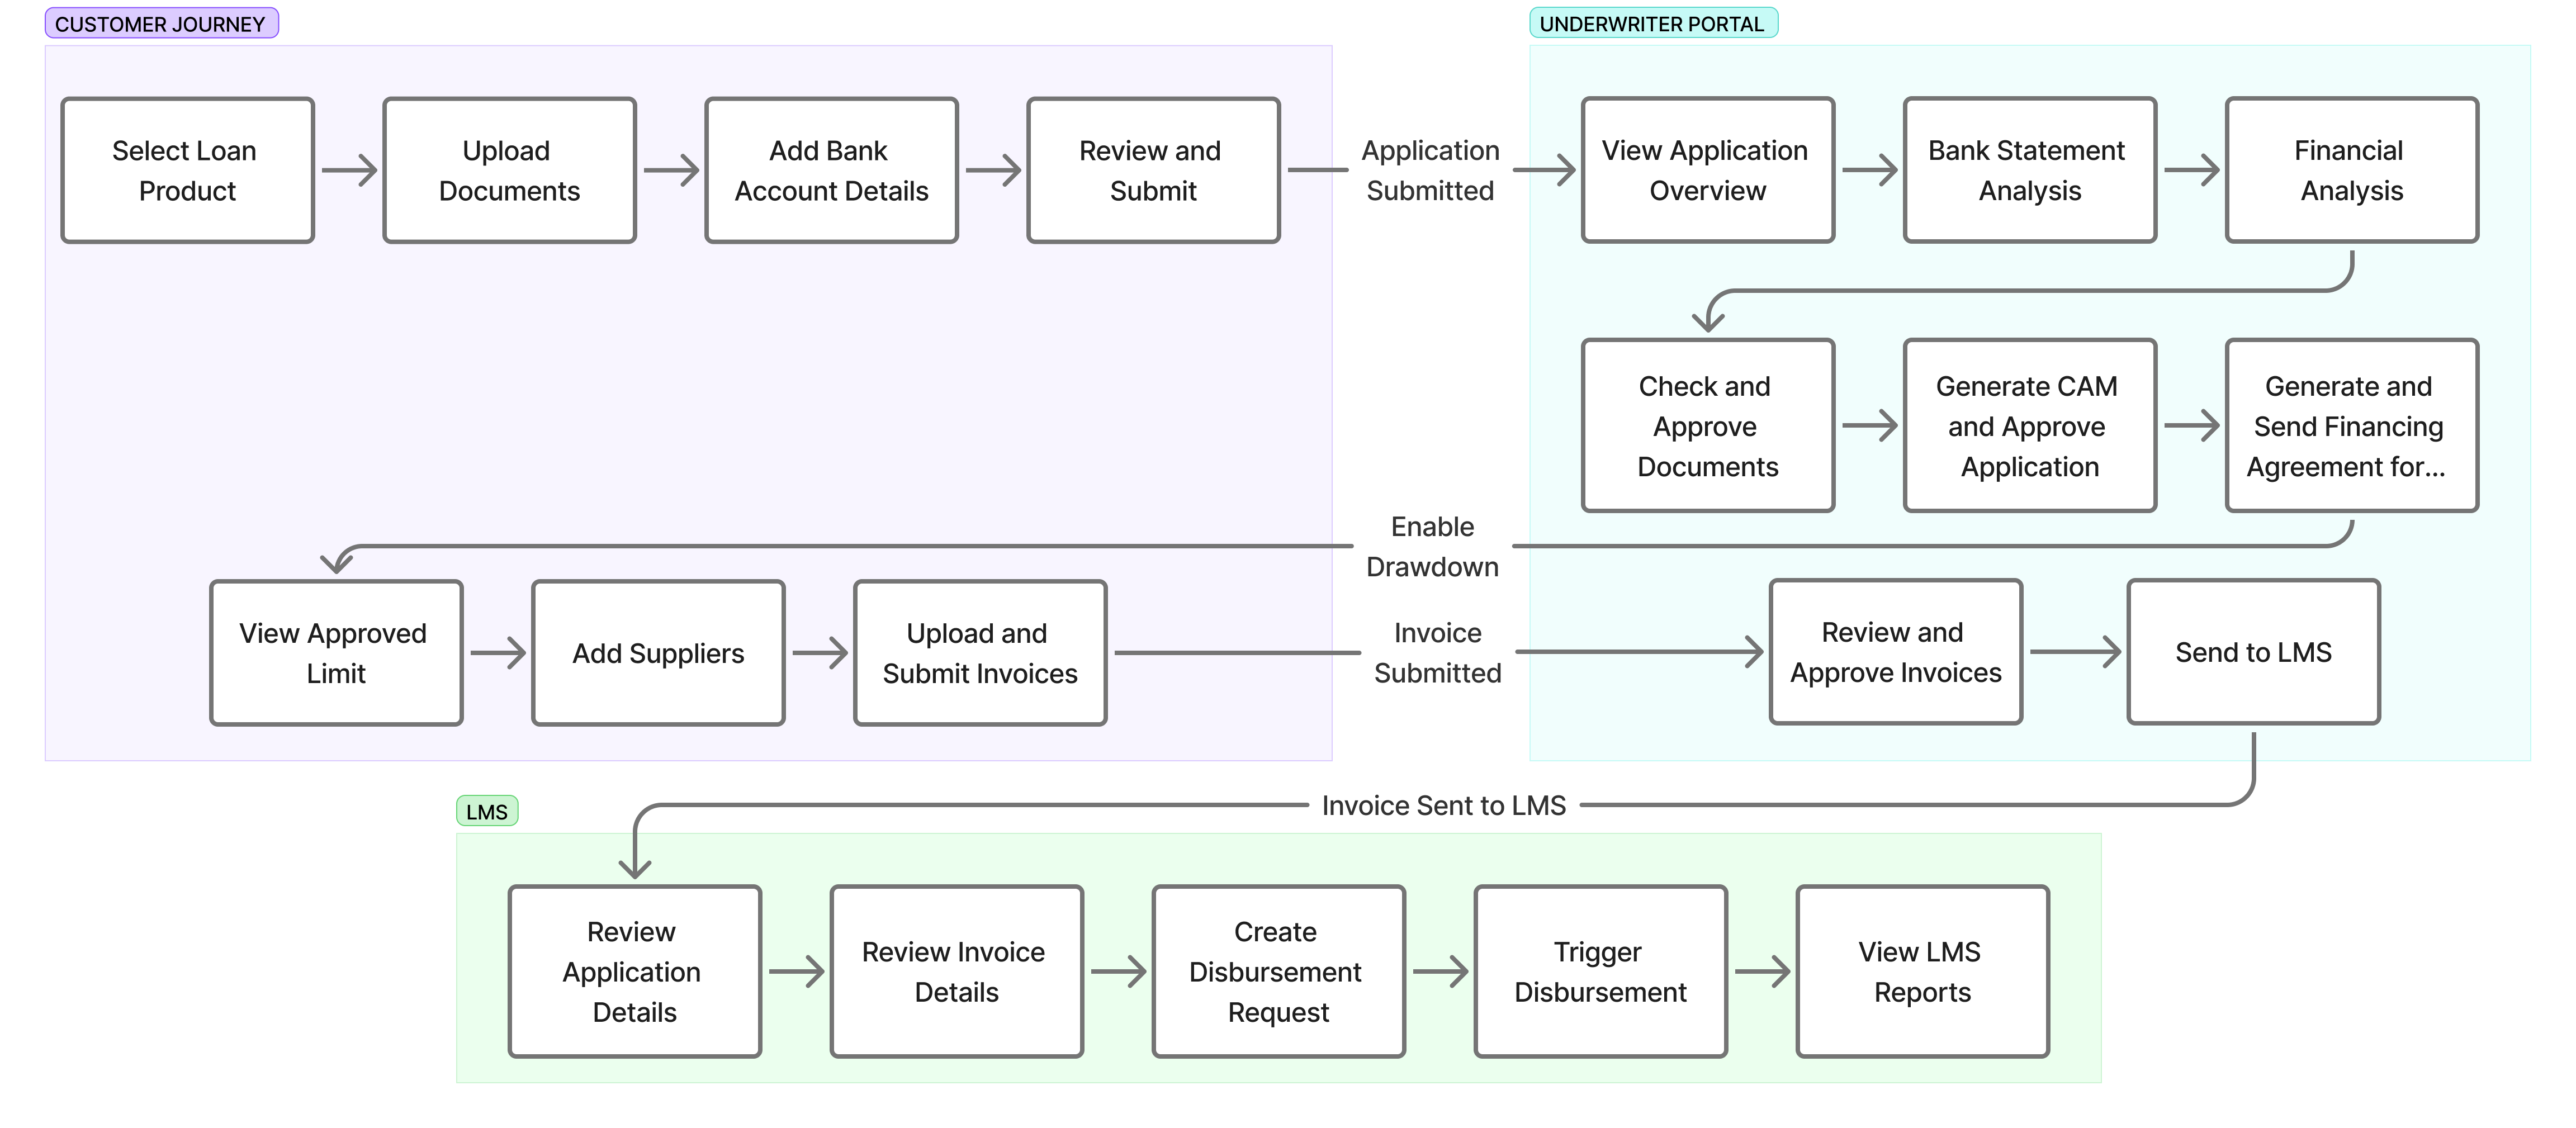 CUSTOMER JOURNEY
UNDERWRITER PORTAL
Select Loan
Product
Upload
Documents
Add Bank
Account Details
Review and
Submit
Application
Submitted
View Application
Overview
Bank Statement
Analysis
Financial
Analysis
Check and
Approve
Documents
Generate CAM
and Approve
Application
Generate and
Send Financing
Agreement for...
Enable
Drawdown
View Approved
Limit
Add Suppliers
Upload and
Submit Invoices
Invoice
Submitted
Review and
Approve Invoices
Send to LMS
Invoice Sent to LMS
LMS
Review
Application
Details
Review Invoice
Details
Create
Disbursement
Request
Trigger
Disbursement
View LMS
Reports